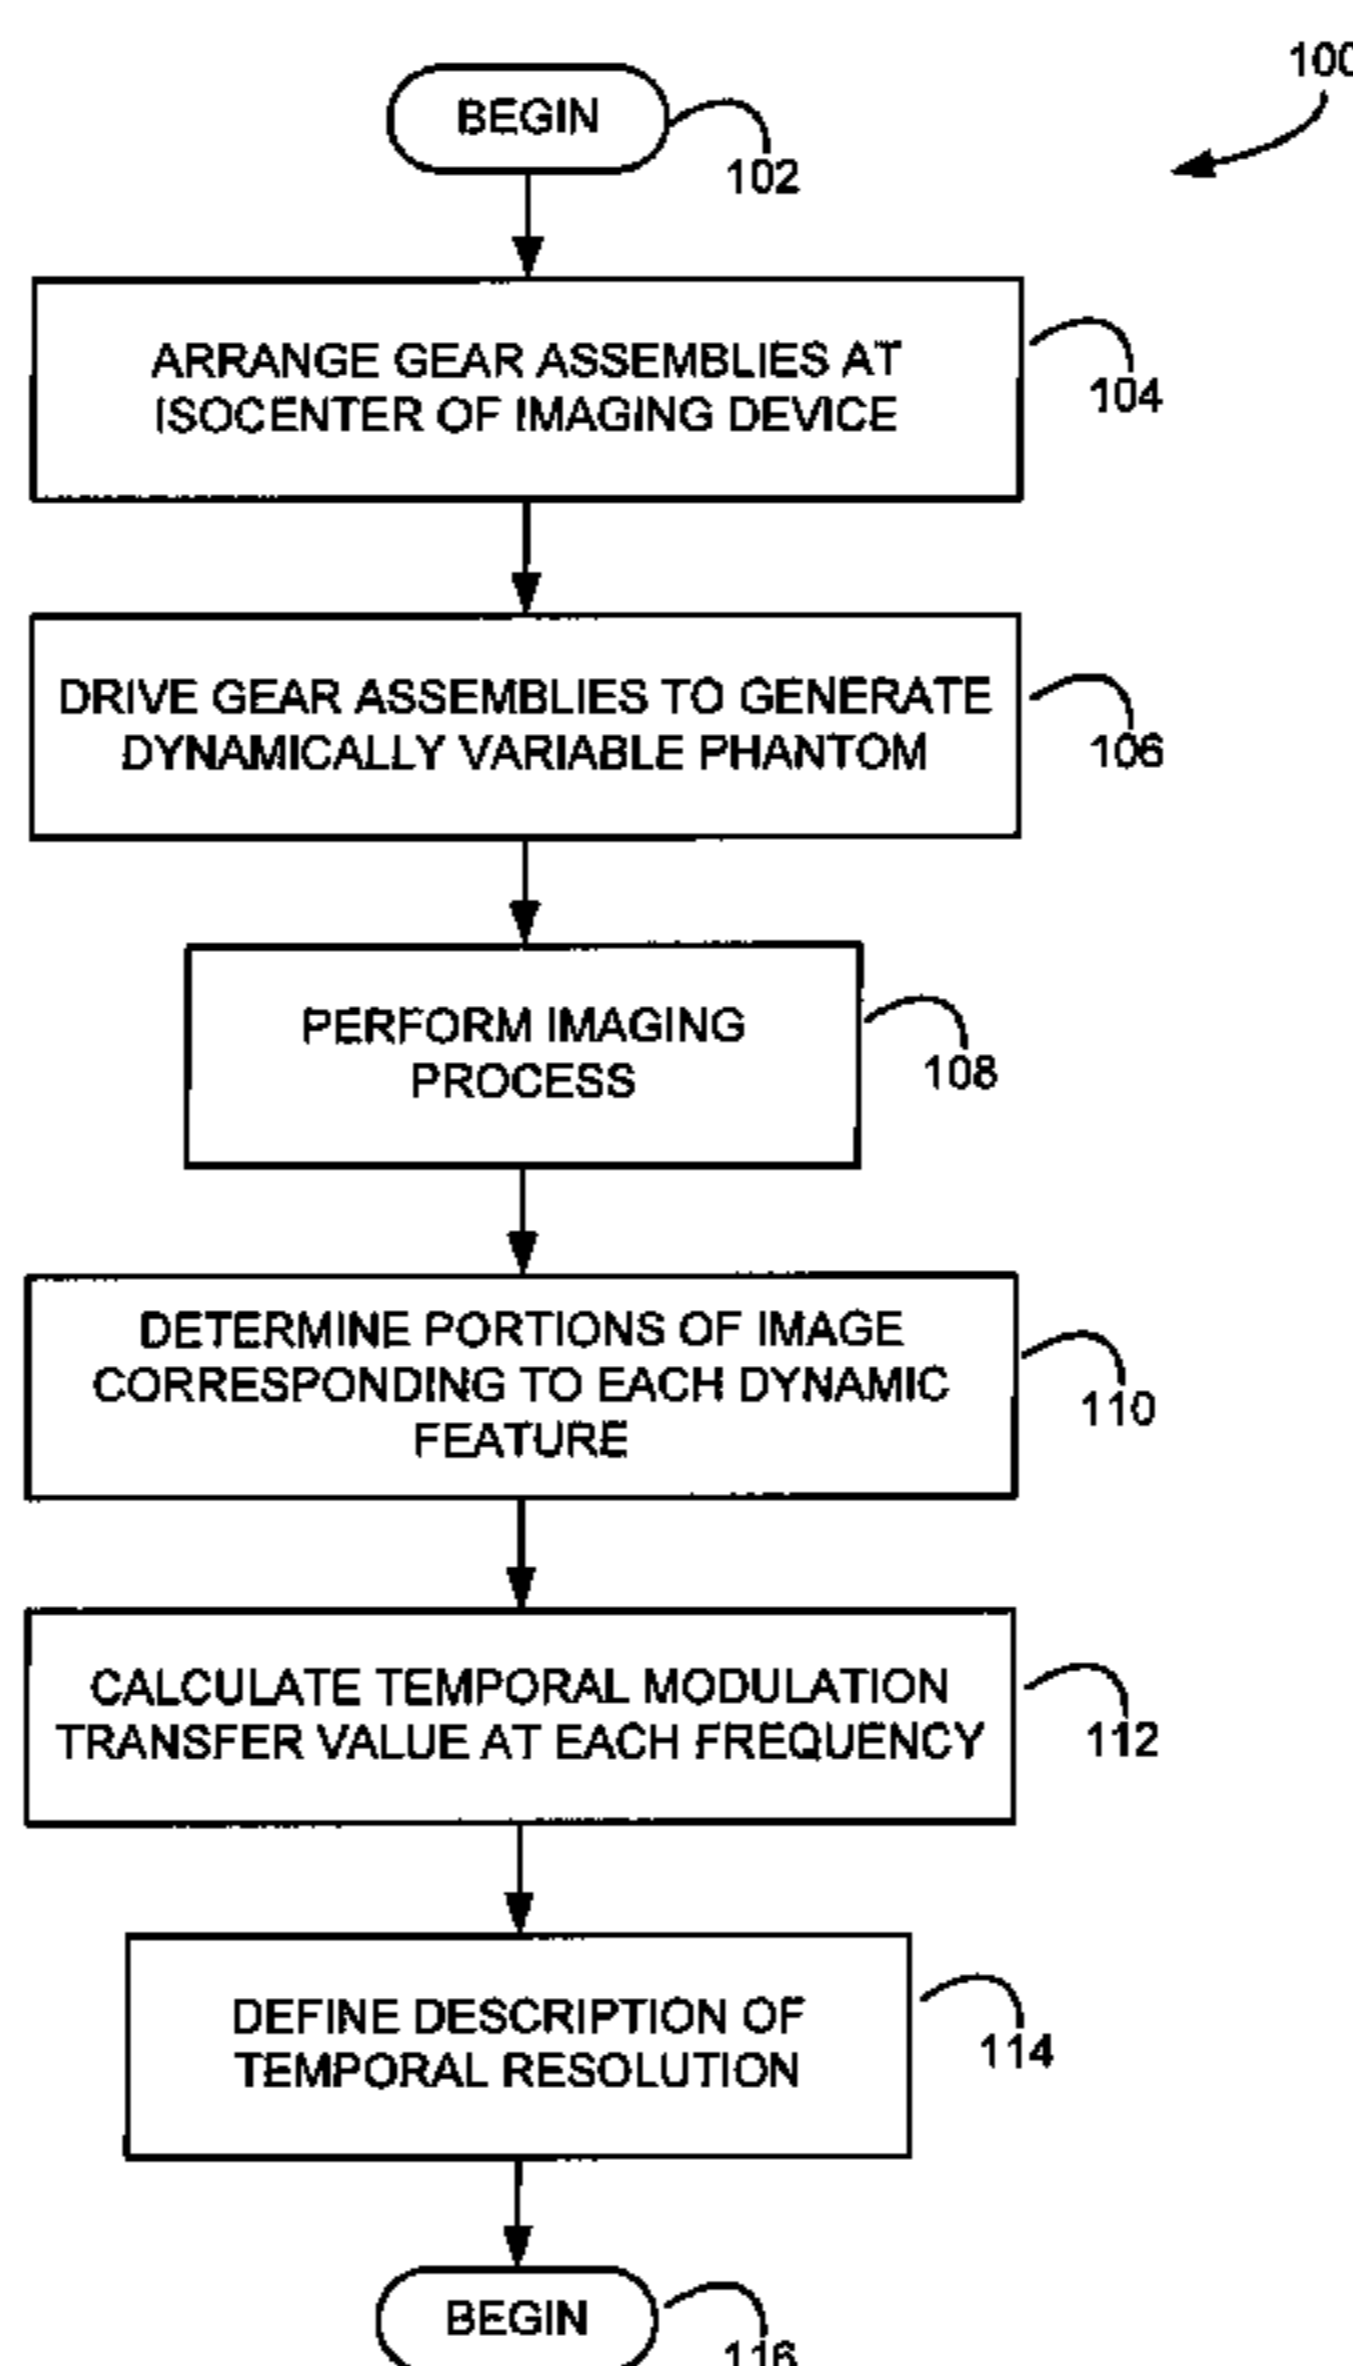 100
BEGIN
102
ARRANGE GEAR ASSEMBLIES AT
ISOCENTER OF IMAGING DEVICE
104
DRIVE GEAR ASSEMBLIES TO GENERATE
DYNAMICALLY VARIABLE PHANTOM
106
PERFORM IMAGING
PROCESS
108
DETERMINE PORTIONS OF IMAGE
CORRESPONDING TO EACH DYNAMIC
FEATURE
110
CALCULATE TEMPORAL MODULATION
TRANSFER VALUE AT EACH FREQUENCY
112
DEFINE DESCRIPTION OF
TEMPORAL RESOLUTION
114
BEGIN
116